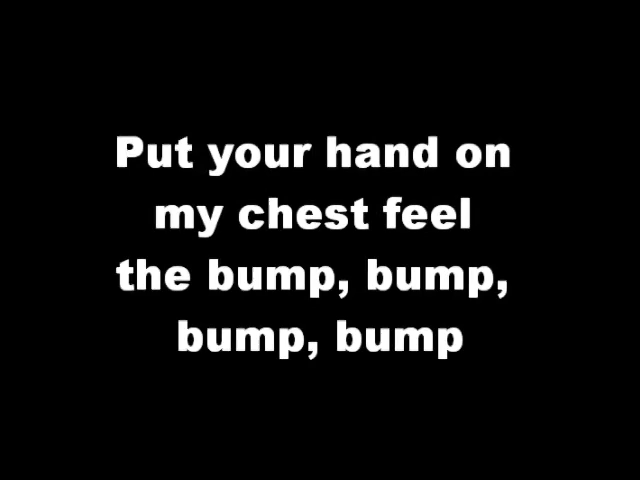 Put your hand on
my chest feel
the bump, bump,
bump, bump